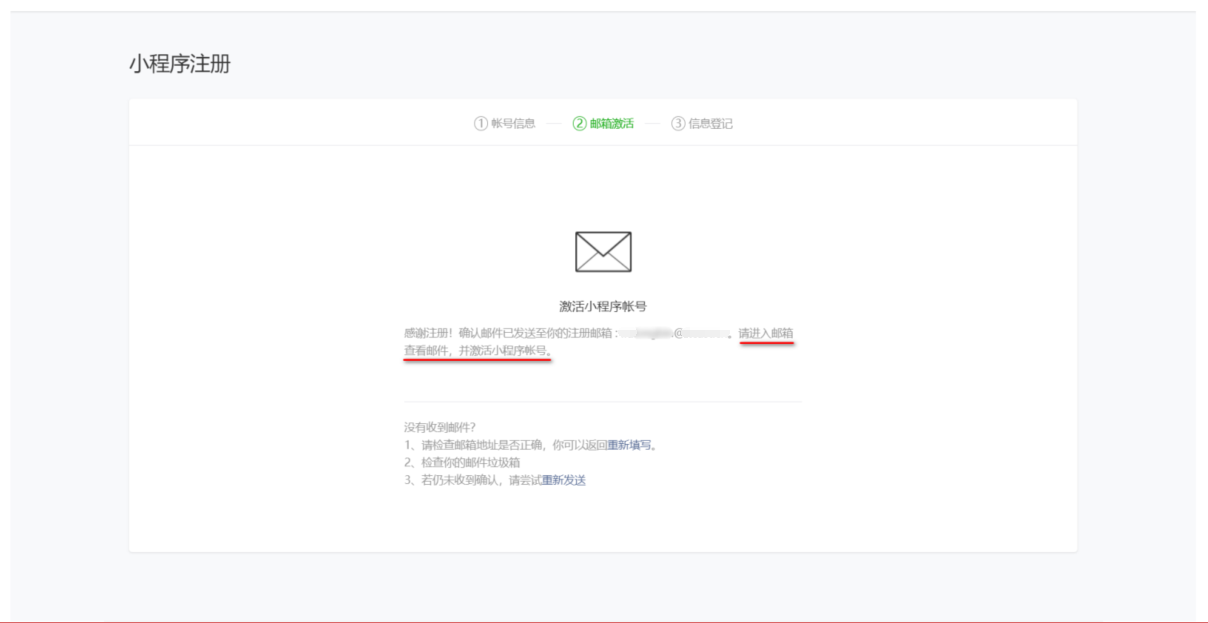 小程序注册
① 帐号信息 — ② 邮箱激活 — ③ 信息登记
激活小程序帐号
感谢注册！确认邮件已发送至你的注册邮箱：@。请进入邮箱
查看邮件，并激活小程序帐号。
没有收到邮件?
1、请检查邮箱地址是否正确，你可以返回重新填写。
2、检查你的邮件垃圾箱
3、若仍未收到确认，请尝试重新发送